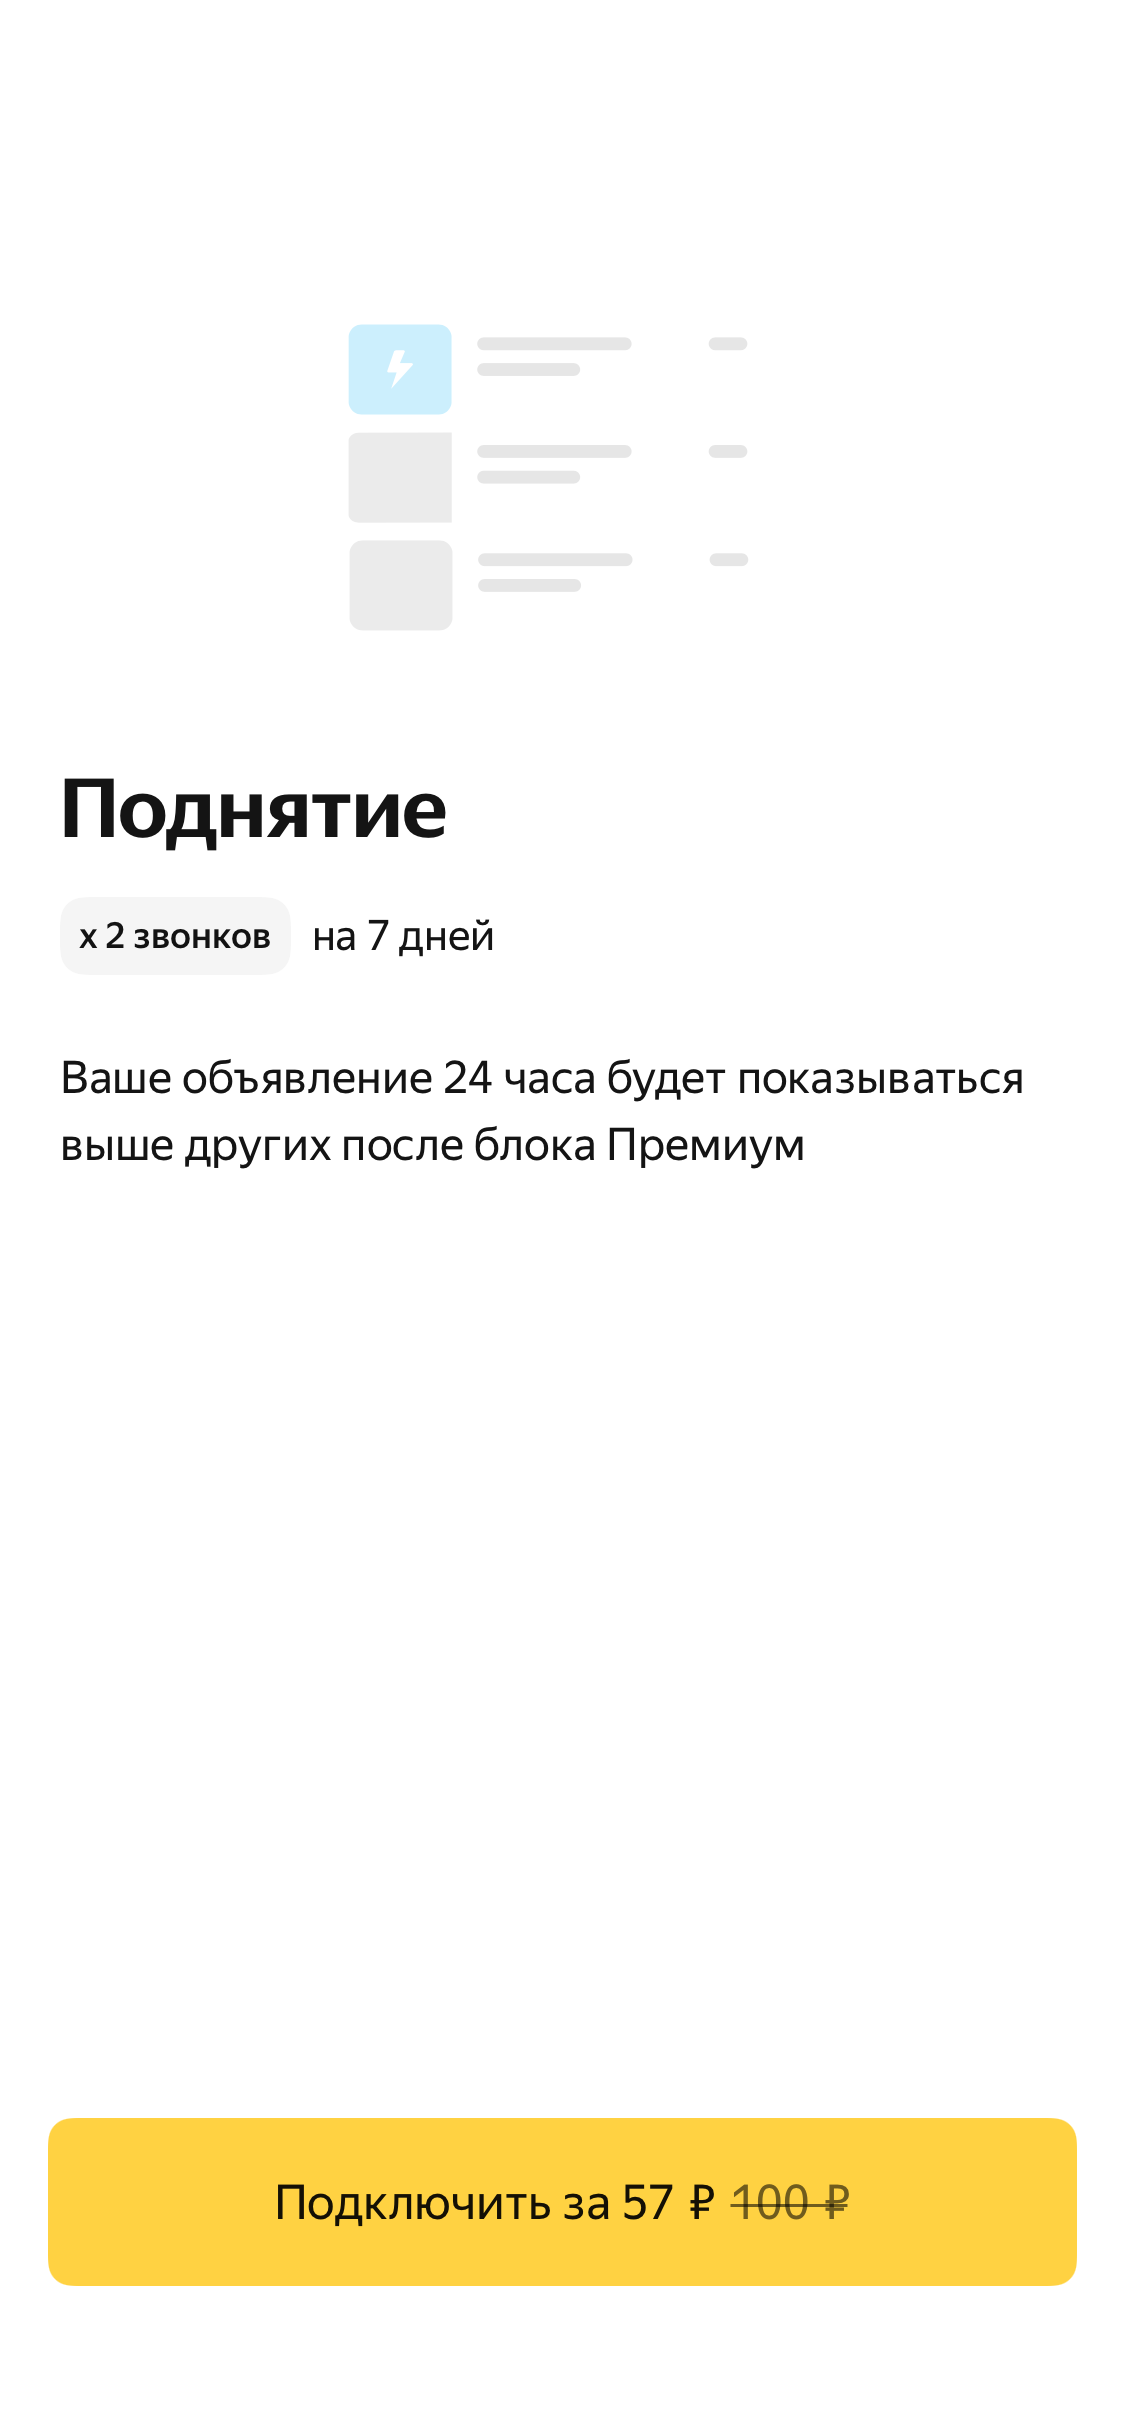 Поднятие
x 2 звонков на 7 дней
Ваше объявление 24 часа будет показываться
выше других после блока Премиум
Подключить за 57 ₽ 100 ₽